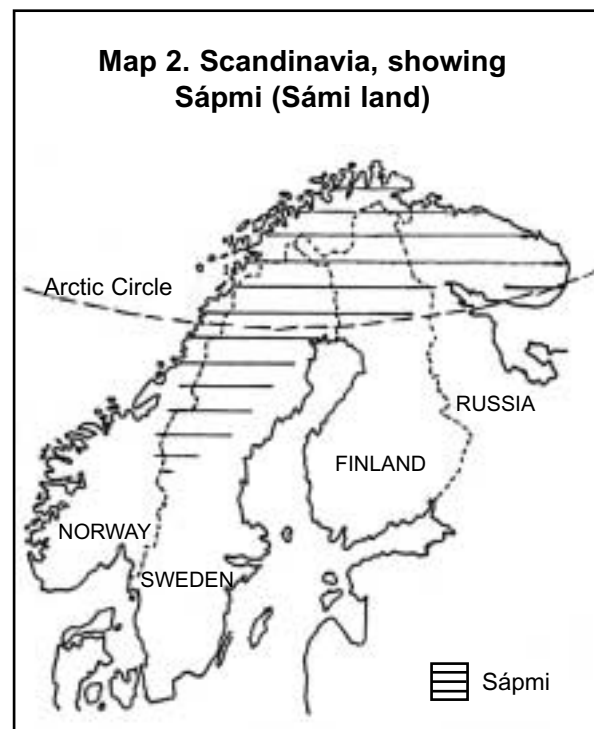 Map 2. Scandinavia, showing
Sápmi (Sámi land)
Arctic Circle
RUSSIA
FINLAND
NORWAY
SWEDEN
Sápmi